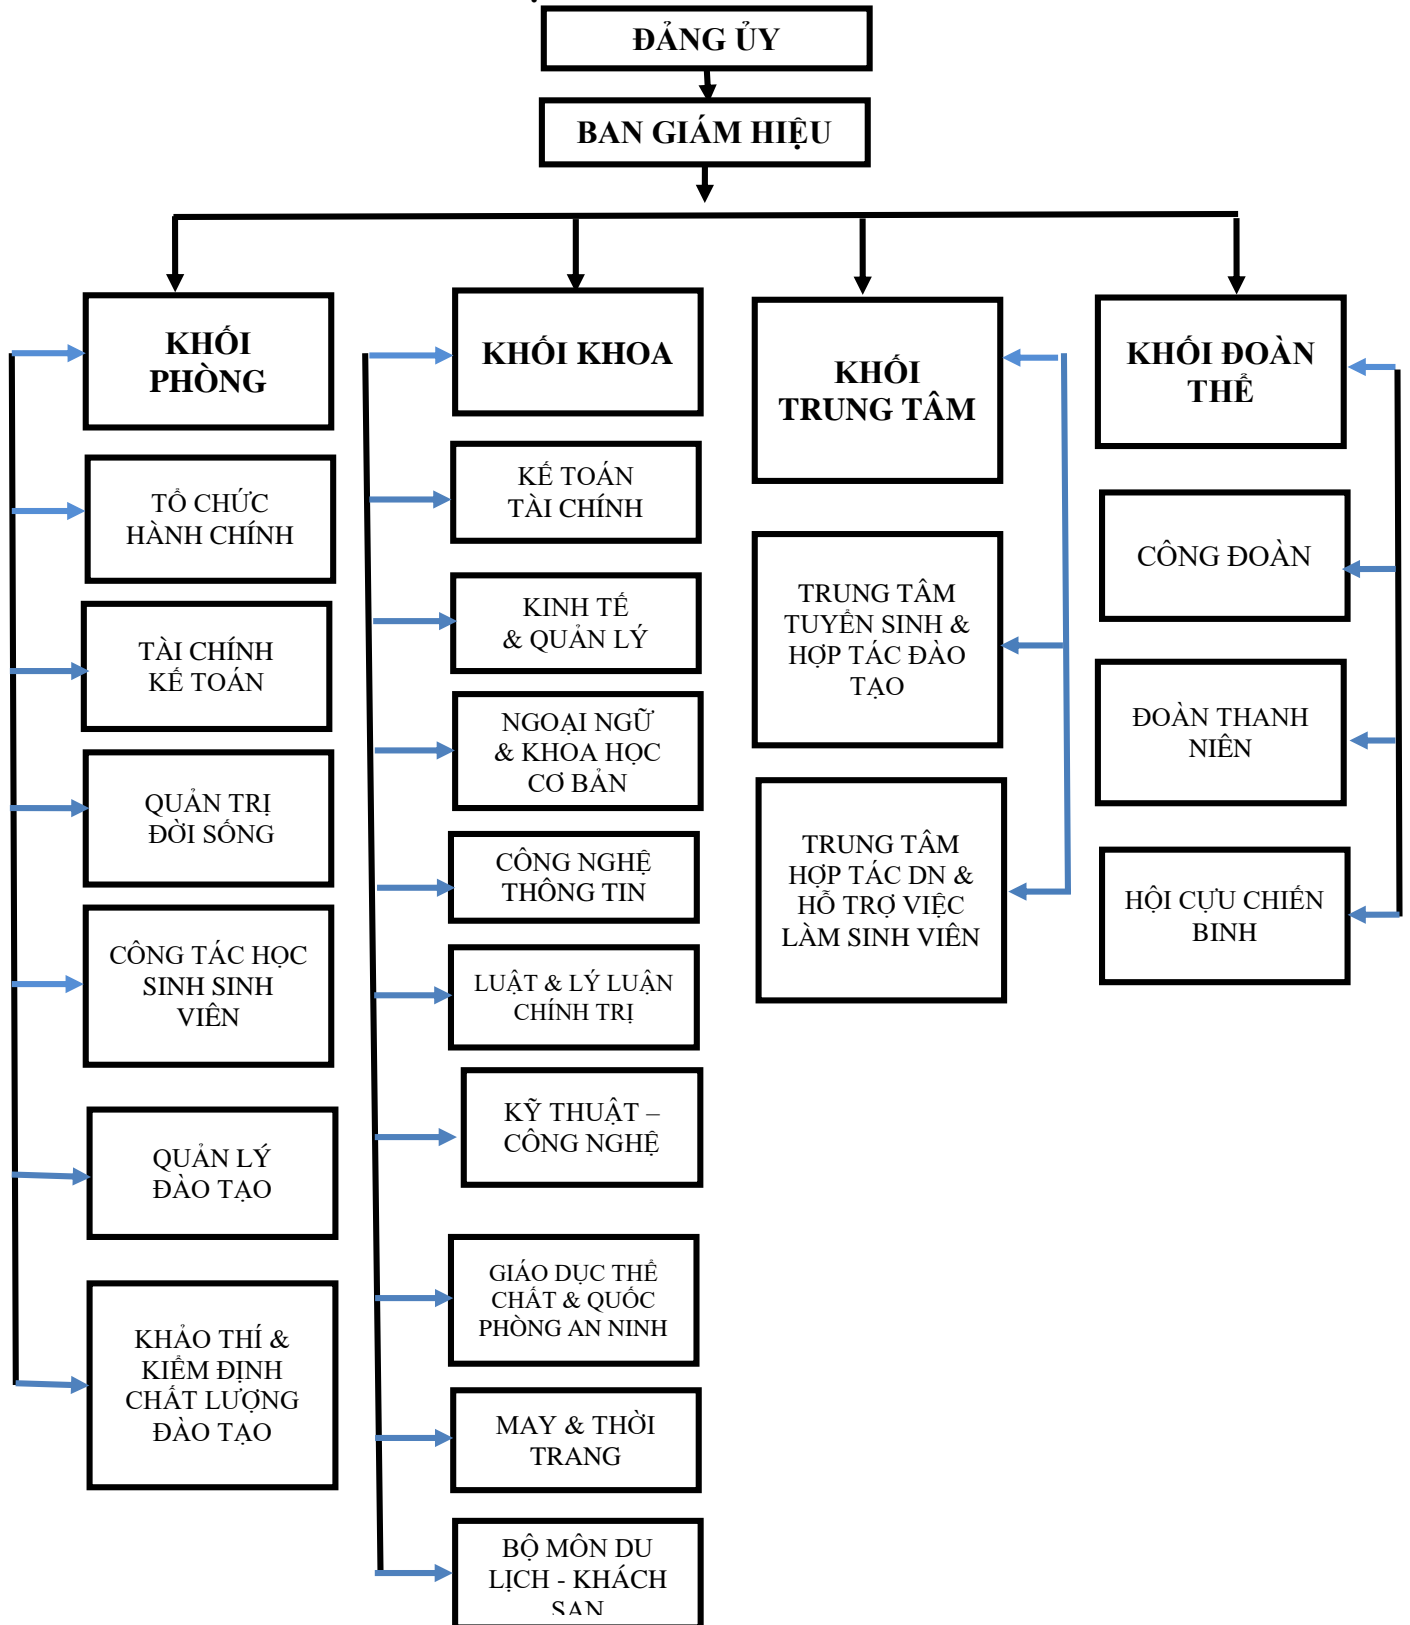 ĐẢNG ỦY
BAN GIÁM HIỆU
KHỐI
PHÒNG
TỔ CHỨC
HÀNH CHÍNH
TÀI CHÍNH
KẾ TOÁN
QUẢN TRỊ
ĐỜI SỐNG
CÔNG TÁC HỌC
SINH SINH
VIÊN
QUẢN LÝ
ĐÀO TẠO
KHẢO THÍ &
KIỂM ĐỊNH
CHẤT LƯỢNG
ĐÀO TẠO
KHỐI KHOA
KẾ TOÁN
TÀI CHÍNH
KINH TẾ
& QUẢN LÝ
NGOẠI NGỮ
& KHOA HỌC
CƠ BẢN
CÔNG NGHỆ
THÔNG TIN
LUẬT & LÝ LUẬN
CHÍNH TRỊ
KỸ THUẬT –
CÔNG NGHỆ
GIÁO DỤC THỂ
CHẤT & QUỐC
PHÒNG AN NINH
MAY & THỜI
TRANG
BỘ MÔN DU
LỊCH - KHÁCH
SẠN
KHỐI
TRUNG TÂM
TRUNG TÂM
TUYỂN SINH &
HỢP TÁC ĐÀO
TẠO
TRUNG TÂM
HỢP TÁC DN &
HỖ TRỢ VIỆC
LÀM SINH VIÊN
KHỐI ĐOÀN
THỂ
CÔNG ĐOÀN
ĐOÀN THANH
NIÊN
HỘI CỰU CHIẾN
BINH